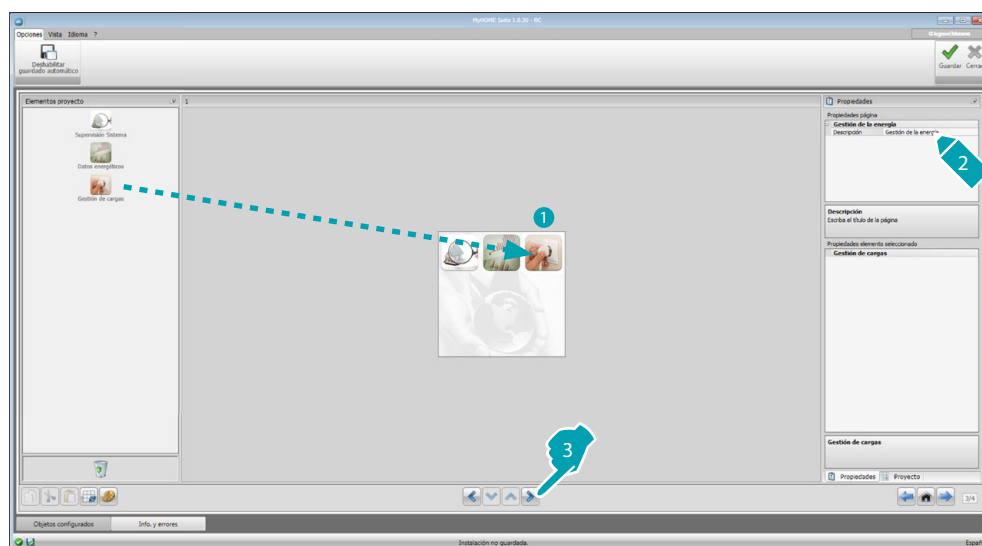 MyHOME Suite 1.0.20 - RC
Opciones Vista Idioma ?
Deshabilitar
guardado automático
Guardar Cerrar
Elementos proyecto
1
Propiedades
Supervisión Sistema
Datos energéticos
Gestión de cargas
1
Propiedades página
Gestión de la energía
Descripción Gestión de la energía
2
Descripción
Escriba el título de la página
Propiedades elemento seleccionado
Gestión de cargas
3
Gestión de cargas
Propiedades Proyecto
3/4
Objetos configurados Info. y errores
Instalación no guardada.
Españ